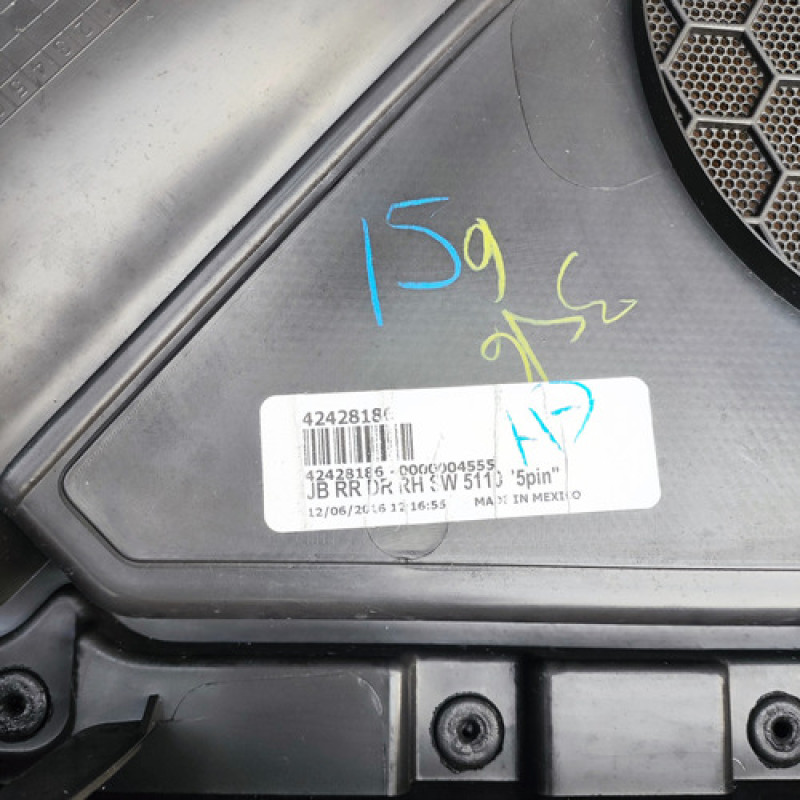 159
42428186
42428186 -0000004555
JB RR DR RH SW 5110 "5pin"
12/06/2016 12:16:55 MADE IN MEXICO